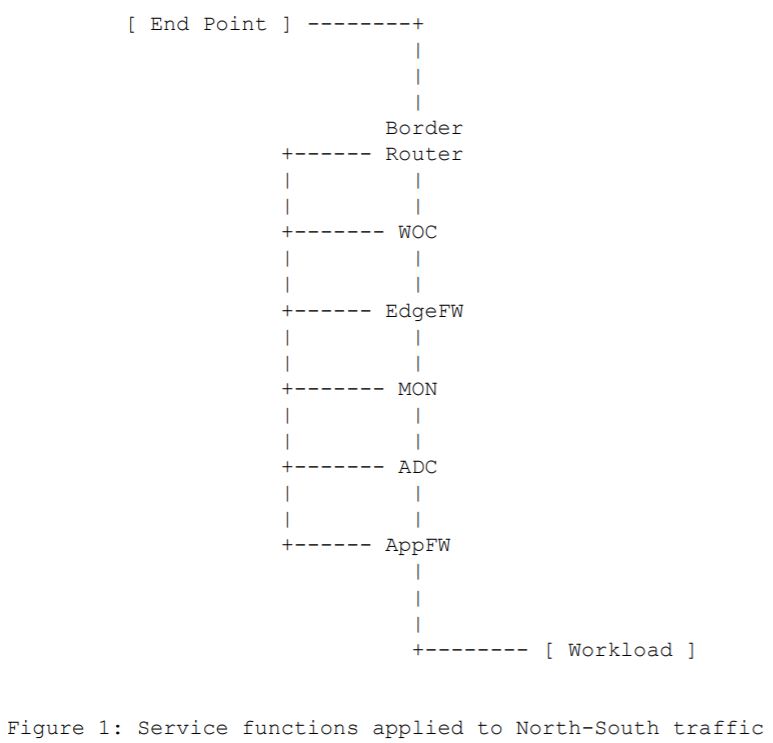 [ End Point ] --------+
|
|
|
Border
+------ Router
| |
| |
+------- WOC
| |
| |
+------ EdgeFW
| |
| |
+------- MON
| |
| |
+------- ADC
| |
| |
+------ AppFW
|
|
|
+-------- [ Workload ]
Figure 1: Service functions applied to North-South traffic